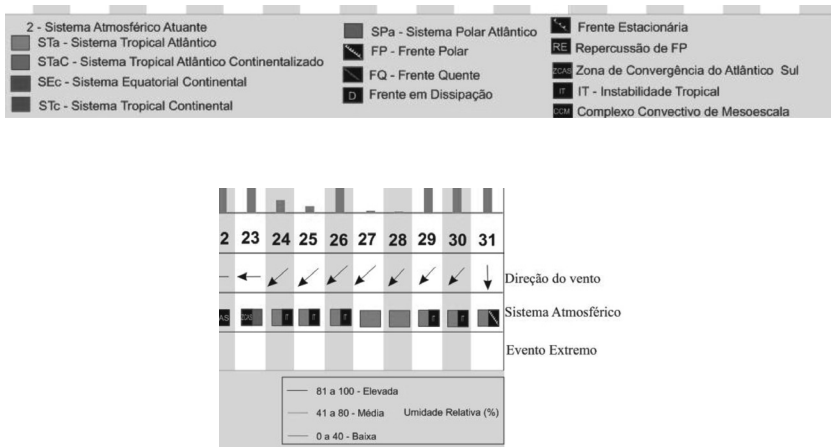 2 - Sistema Atmosférico Atuante
STa - Sistema Tropical Atlântico
STaC - Sistema Tropical Atlântico Continentalizado
SEc - Sistema Equatorial Continental
STc - Sistema Tropical Continental
SPa - Sistema Polar Atlântico
FP - Frente Polar
FQ - Frente Quente
D Frente em Dissipação
Frente Estacionária
RE Repercussão de FP
ZCAS Zona de Convergência do Atlântico Sul
IT IT - Instabilidade Tropical
CCM Complexo Convectivo de Mesoescala
2 23 24 25 26 27 28 29 30 31
Direção do vento
AS ZCAS IT IT IT IT IT Sistema Atmosférico
Evento Extremo
81 a 100 - Elevada
41 a 80 - Média Umidade Relativa (%)
0 a 40 - Baixa